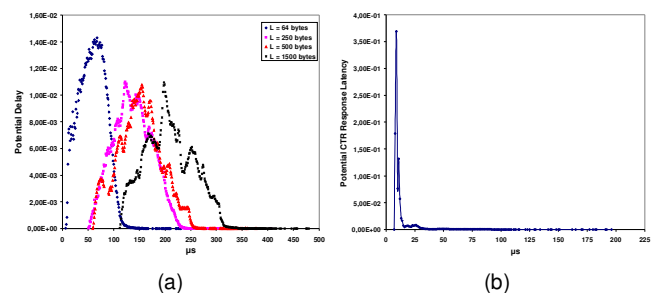 1,60E-02
1,40E-02
1,20E-02
1,00E-02
8,00E-03
6,00E-03
4,00E-03
2,00E-03
0,00E+00
Potential Delay
0 50 100 150 200 250 300 350 400 450 500
µs
L = 64 bytes
L = 250 bytes
L = 500 bytes
L = 1500 bytes
(a)
4,00E-01
3,50E-01
3,00E-01
2,50E-01
2,00E-01
1,50E-01
1,00E-01
5,00E-02
0,00E+00
Potential CTR Response Latency
0 25 50 75 100 125 150 175 200 225
µs
(b)